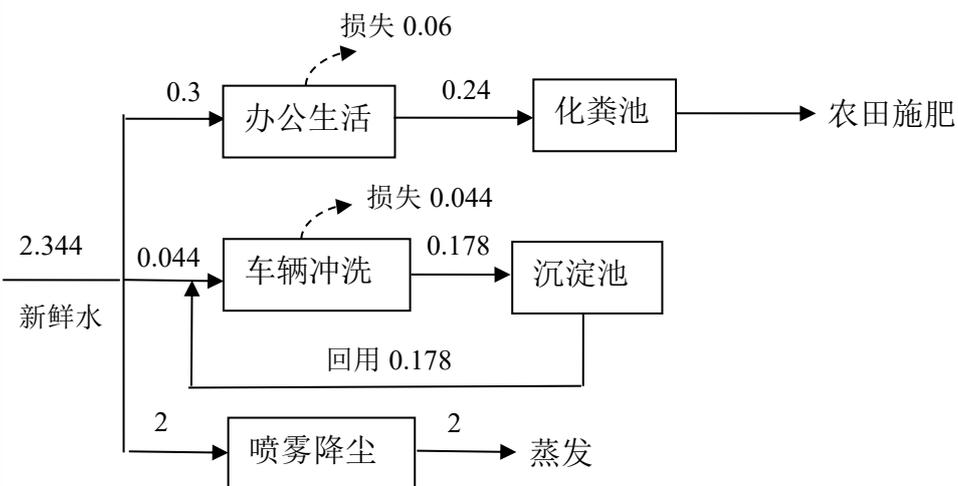 损失 0.06
0.3
办公生活
0.24
化粪池
农田施肥
损失 0.044
2.344
新鲜水
0.044
车辆冲洗
0.178
沉淀池
回用 0.178
2
喷雾降尘
2
蒸发